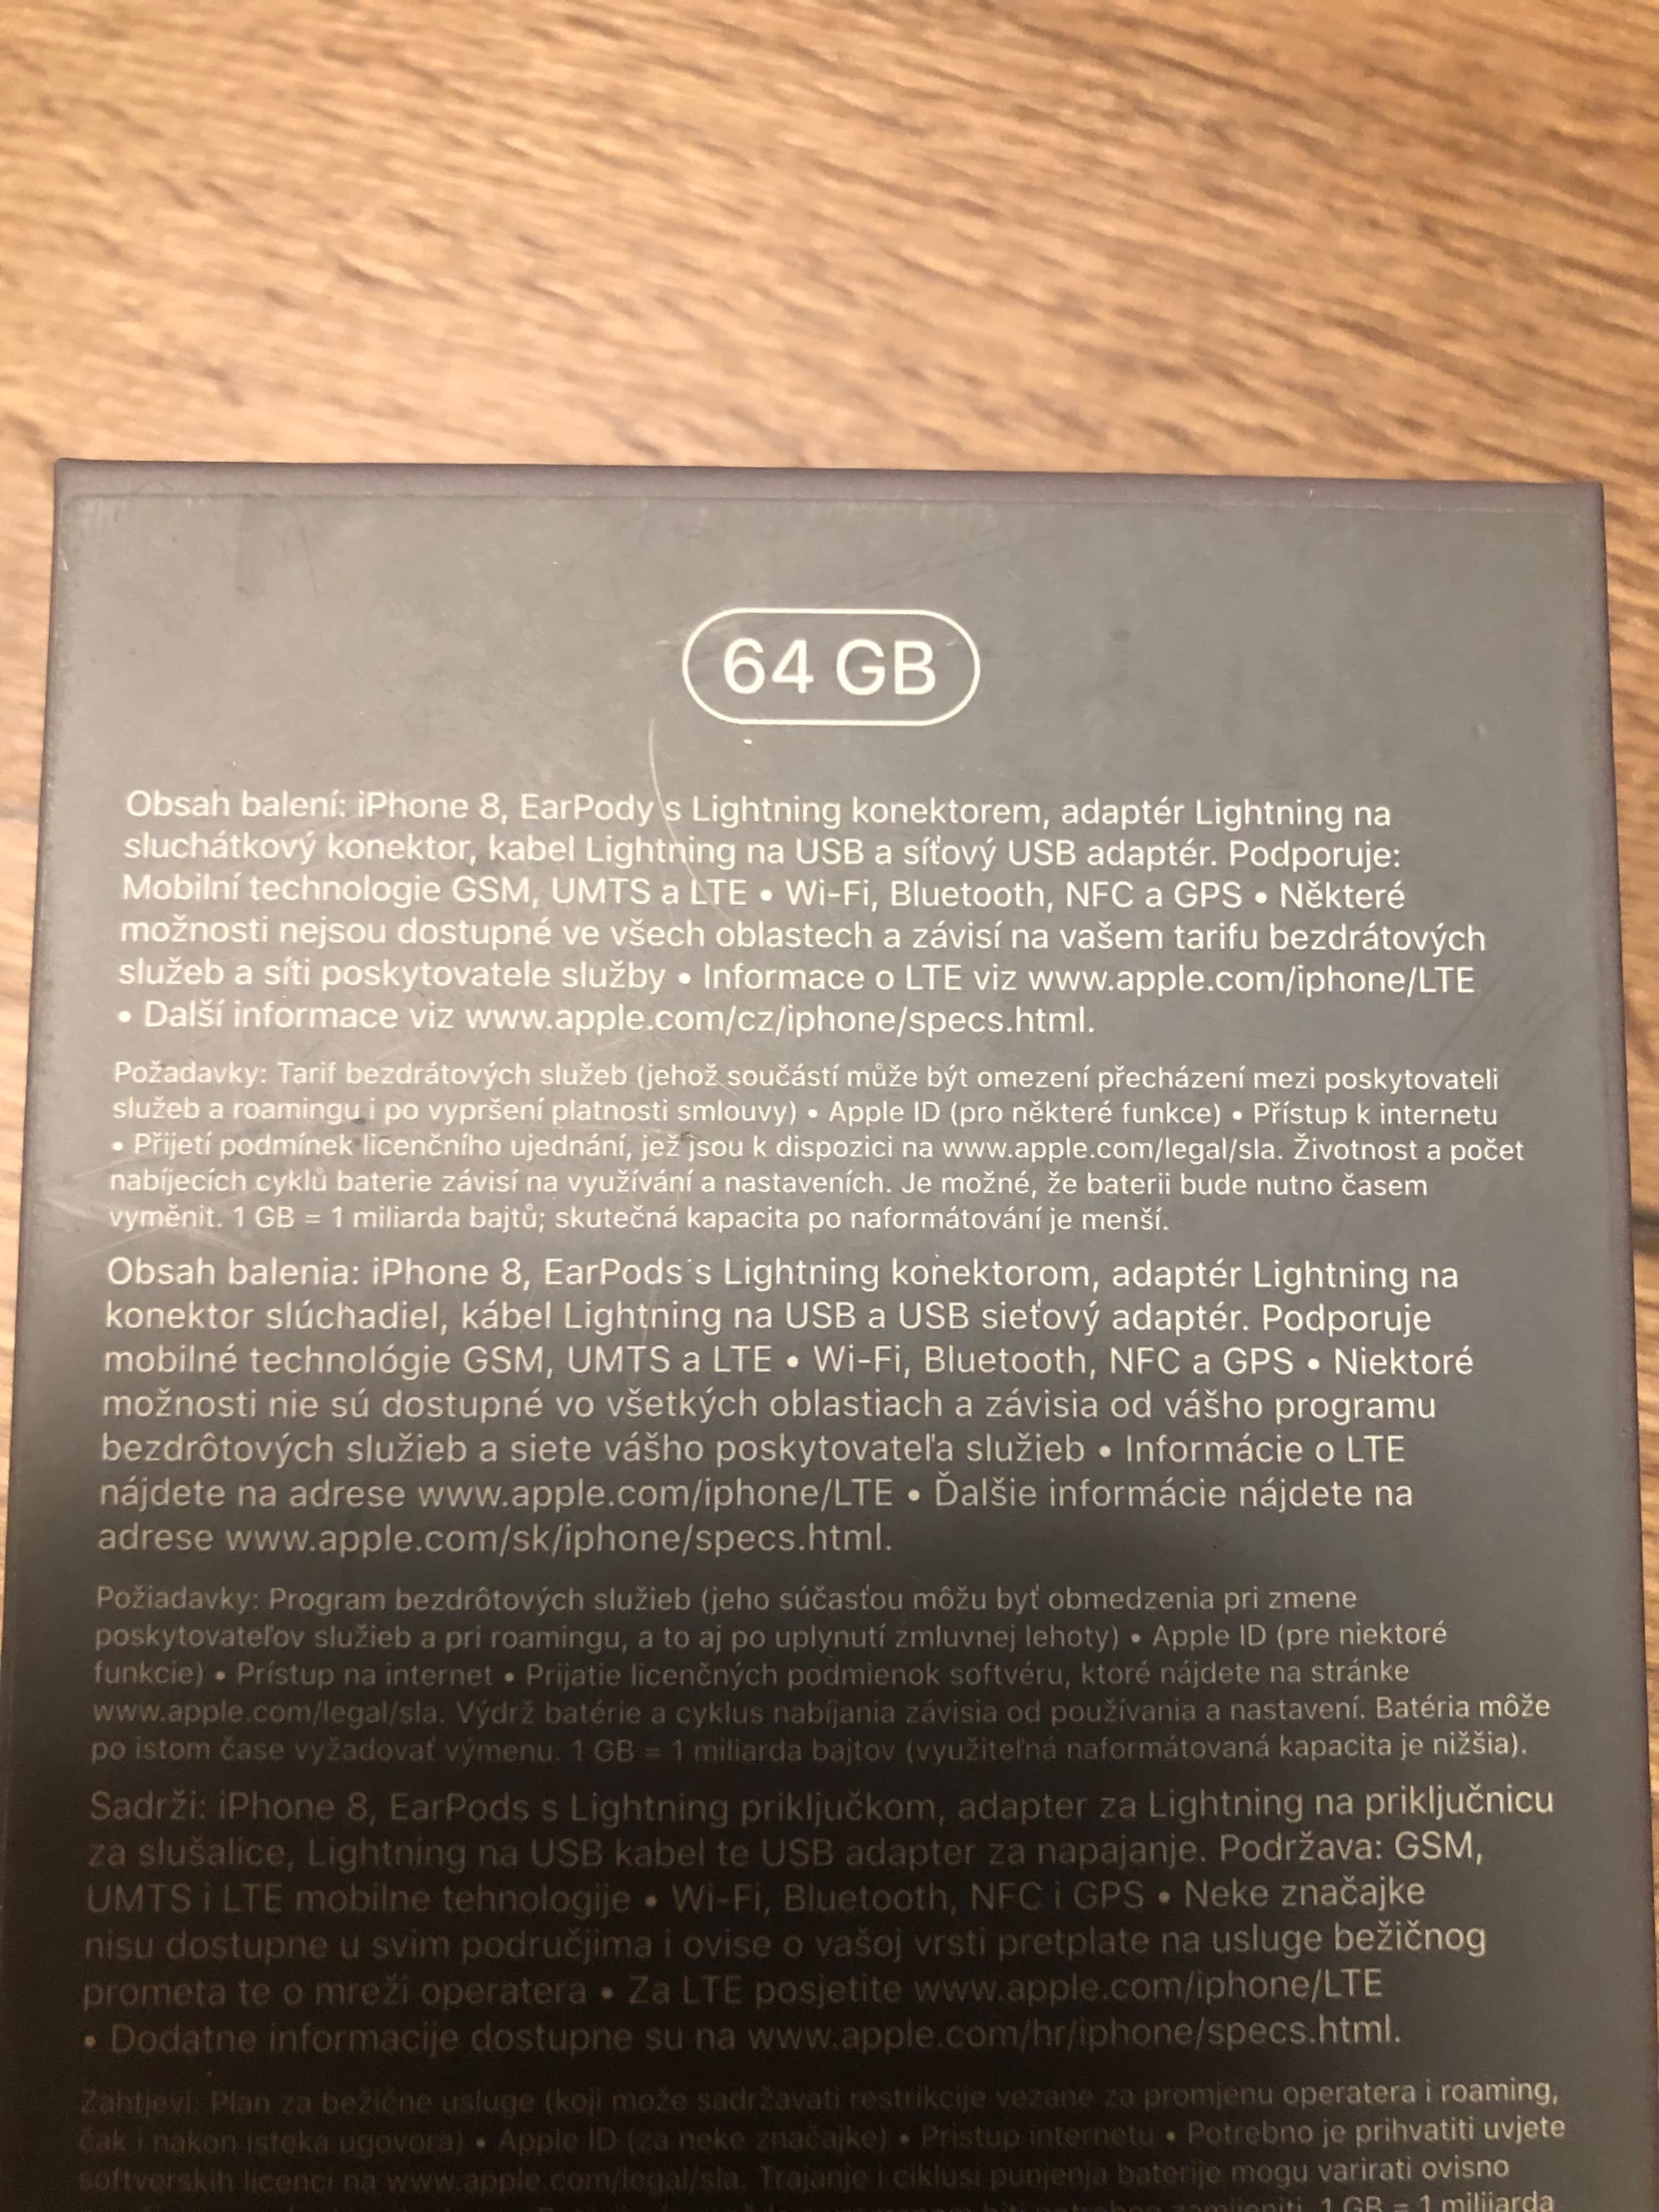 64 GB
Obsah balení: iPhone 8, EarPody s Lightning konektorem, adaptér Lightning na
sluchátkový konektor, kabel Lightning na USB a síťový USB adaptér. Podporuje:
Mobilní technologie GSM, UMTS a LTE • Wi-Fi, Bluetooth, NFC a GPS • Některé
možnosti nejsou dostupné ve všech oblastech a závisí na vašem tarifu bezdrátových
služeb a síti poskytovatele služby • Informace o LTE viz www.apple.com/iphone/LTE
• Další informace viz www.apple.com/cz/iphone/specs.html.
Požadavky: Tarif bezdrátových služeb (jehož součástí může být omezení přecházení mezi poskytovateli
služeb a roamingu i po vypršení platnosti smlouvy) • Apple ID (pro některé funkce) • Přístup k internetu
• Přijetí podmínek licenčního ujednání, jež jsou k dispozici na www.apple.com/legal/sla. Životnost a počet
nabíjecích cyklů baterie závisí na využívání a nastaveních. Je možné, že baterii bude nutno časem
vyměnit. 1 GB = 1 miliarda bajtů; skutečná kapacita po naformátování je menší.
Obsah balenia: iPhone 8, EarPods s Lightning konektorom, adaptér Lightning na
konektor slúchadiel, kábel Lightning na USB a USB sieťový adaptér. Podporuje
mobilné technológie GSM, UMTS a LTE • Wi-Fi, Bluetooth, NFC a GPS • Niektoré
možnosti nie sú dostupné vo všetkých oblastiach a závisia od vášho programu
bezdrôtových služieb a siete vášho poskytovateľa služieb • Informácie o LTE
nájdete na adrese www.apple.com/iphone/LTE • Ďalšie informácie nájdete na
adrese www.apple.com/sk/iphone/specs.html.
Požiadavky: Program bezdrôtových služieb (jeho súčasťou môžu byť obmedzenia pri zmene
poskytovateľov služieb a pri roamingu, a to aj po uplynutí zmluvnej lehoty) • Apple ID (pre niektoré
funkcie) • Prístup na internet • Prijatie licenčných podmienok softvéru, ktoré nájdete na stránke
www.apple.com/legal/sla. Výdrž batérie a cyklus nabíjania závisia od používania a nastavení. Batéria môže
po istom čase vyžadovať výmenu. 1 GB = 1 miliarda bajtov (využiteľná naformátovaná kapacita je nižšia).
Sadrži: iPhone 8, EarPods s Lightning priključkom, adapter za Lightning na priključnicu
za slušalice, Lightning na USB kabel te USB adapter za napajanje. Podržava: GSM,
UMTS i LTE mobilne tehnologije • Wi-Fi, Bluetooth, NFC i GPS • Neke značajke
nisu dostupne u svim područjima i ovise o vašoj vrsti pretplate na usluge bežičnog
prometa te o mreži operatera • Za LTE posjetite www.apple.com/iphone/LTE
• Dodatne informacije dostupne su na www.apple.com/hr/iphone/specs.html.
Zahtjevi: Plan za bežične usluge (koji može sadržavati restrikcije vezane za promjenu operatera i roaming,
čak i nakon isteka ugovora) • Apple ID (za neke značajke) • Pristup internetu • Potrebno je prihvatiti uvjete
softverskih licenci na www.apple.com/legal/sla. Trajanje i ciklusi punjenja baterije mogu varirati ovisno
1 GB = 1 milijarda